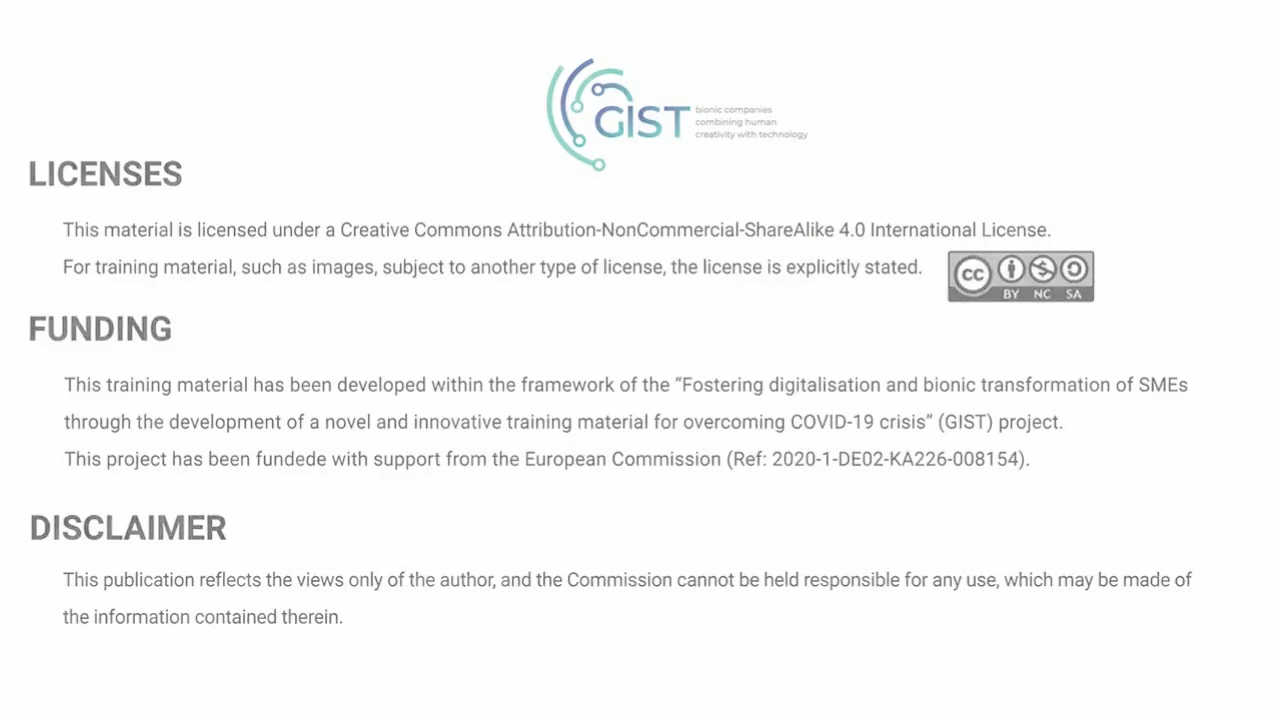 GIST
bionic companies
combining human
creativity with technology
LICENSES
This material is licensed under a Creative Commons Attribution-NonCommercial-ShareAlike 4.0 International License.
For training material, such as images, subject to another type of license, the license is explicitly stated.
cc
BY NC SA
FUNDING
This training material has been developed within the framework of the “Fostering digitalisation and bionic transformation of SMEs
through the development of a novel and innovative training material for overcoming COVID-19 crisis” (GIST) project.
This project has been fundede with support from the European Commission (Ref: 2020-1-DE02-KA226-008154).
DISCLAIMER
This publication reflects the views only of the author, and the Commission cannot be held responsible for any use, which may be made of
the information contained therein.